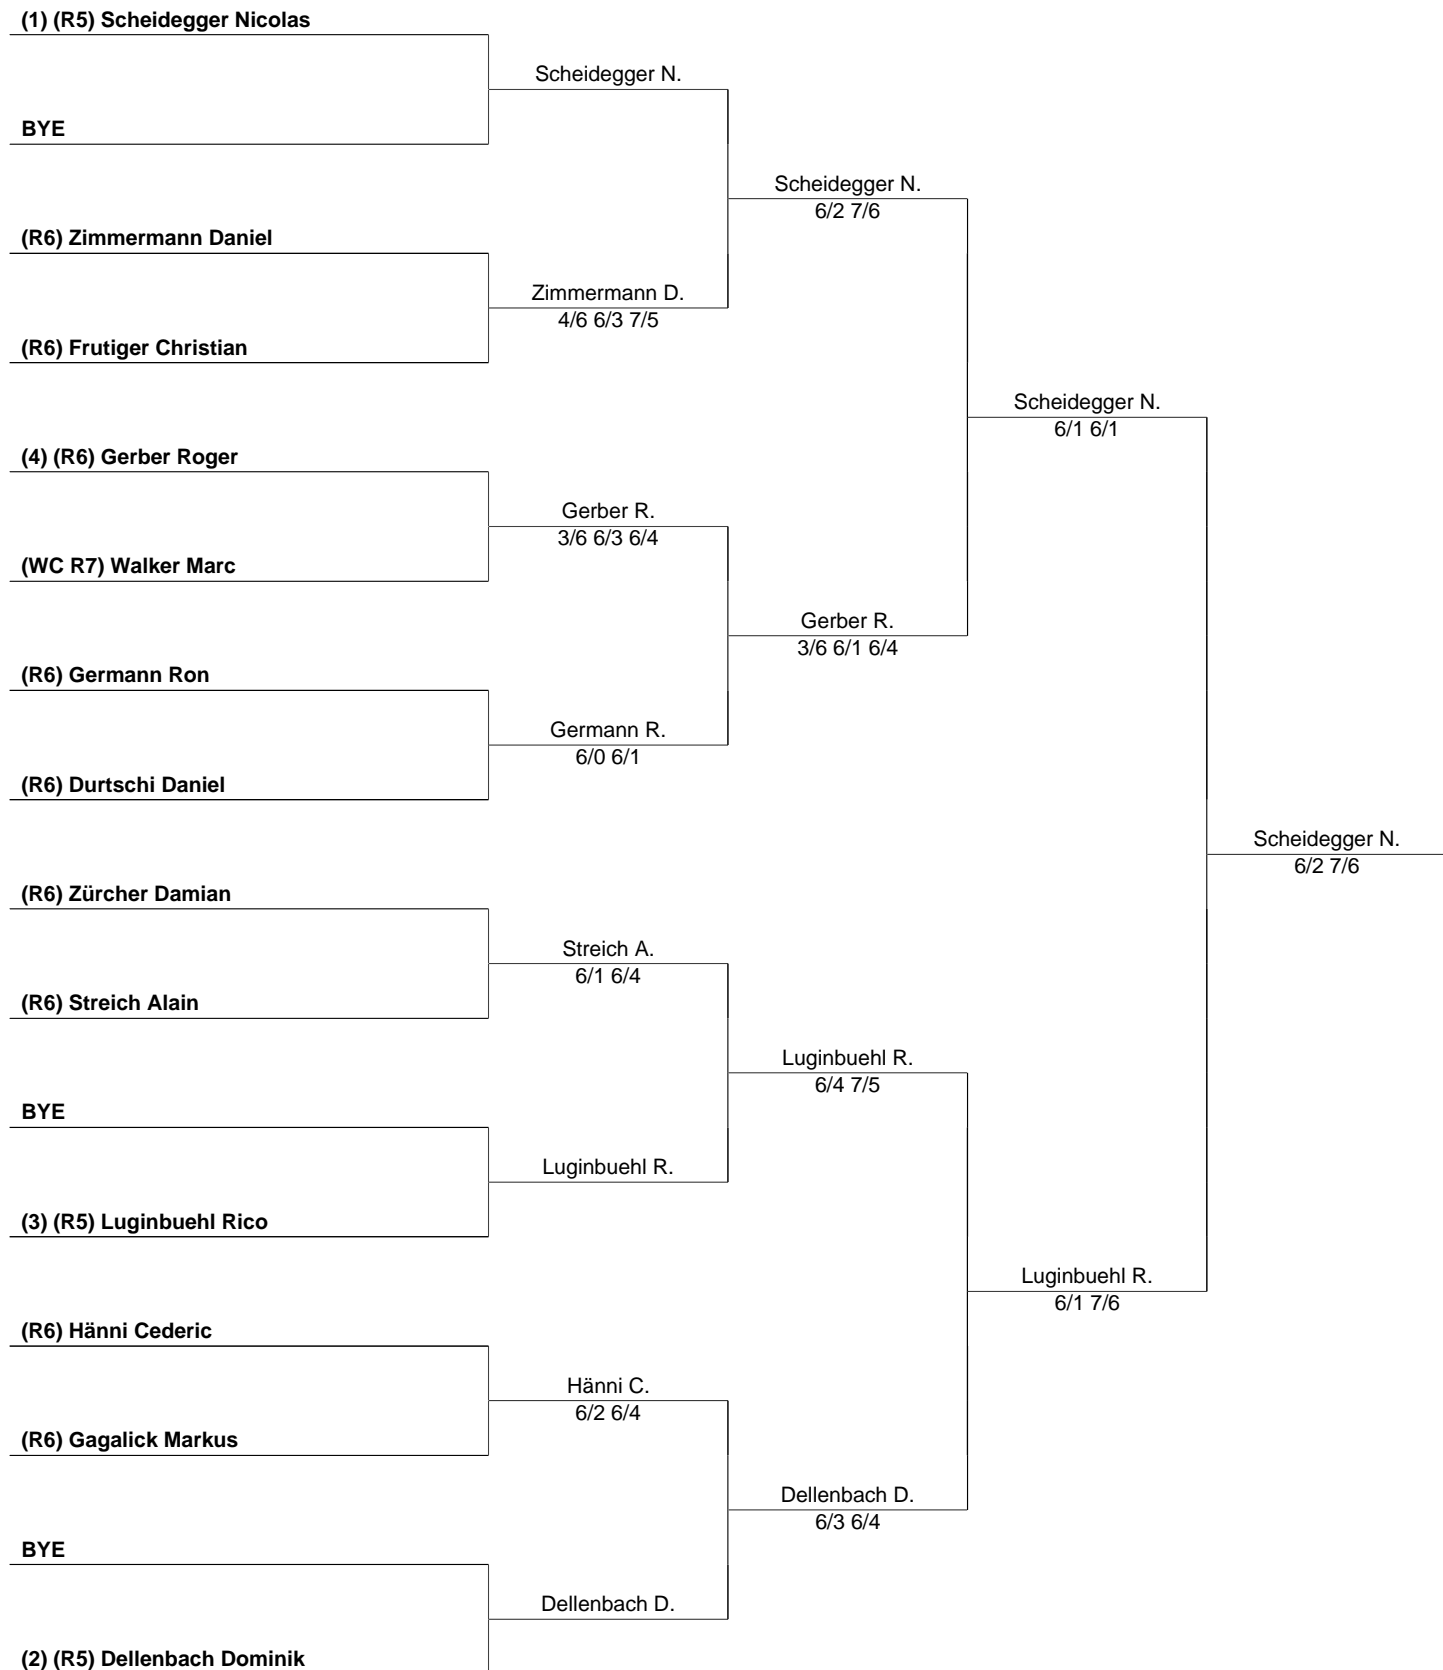 (1) (R5) Scheidegger Nicolas
Scheidegger N.
BYE
Scheidegger N.
6/2 7/6
(R6) Zimmermann Daniel
Zimmermann D.
4/6 6/3 7/5
(R6) Frutiger Christian
Scheidegger N.
6/1 6/1
(4) (R6) Gerber Roger
Gerber R.
3/6 6/3 6/4
(WC R7) Walker Marc
Gerber R.
3/6 6/1 6/4
(R6) Germann Ron
Germann R.
6/0 6/1
(R6) Durtschi Daniel
Scheidegger N.
6/2 7/6
(R6) Zürcher Damian
Streich A.
6/1 6/4
(R6) Streich Alain
Luginbuehl R.
6/4 7/5
BYE
Luginbuehl R.
(3) (R5) Luginbuehl Rico
Luginbuehl R.
6/1 7/6
(R6) Hänni Cederic
Hänni C.
6/2 6/4
(R6) Gagalick Markus
Dellenbach D.
6/3 6/4
BYE
Dellenbach D.
(2) (R5) Dellenbach Dominik